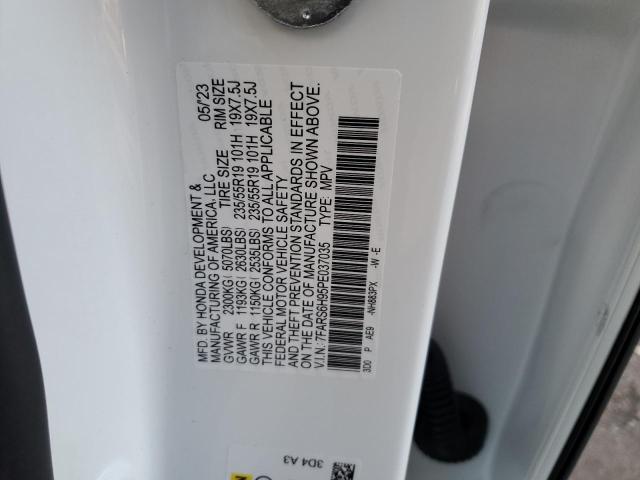 MFD. BY HONDA DEVELOPMENT & 05/'23
MANUFACTURING OF AMERICA, LLC
GVWR 2300KG ( 5070LBS) TIRE SIZE RIM SIZE
GAWR F 1193KG ( 2630LBS) 235/55R19 101H 19X7.5J
GAWR R 1150KG ( 2535LBS) 235/55R19 101H 19X7.5J
THIS VEHICLE CONFORMS TO ALL APPLICABLE
FEDERAL MOTOR VEHICLE SAFETY
AND THEFT PREVENTION STANDARDS IN EFFECT
ON THE DATE OF MANUFACTURE SHOWN ABOVE.
V.I.N.: 7FARS6H95PE037035 TYPE: MPV
3D0 P AE9 -NH883PX -W -E
3D4 A3